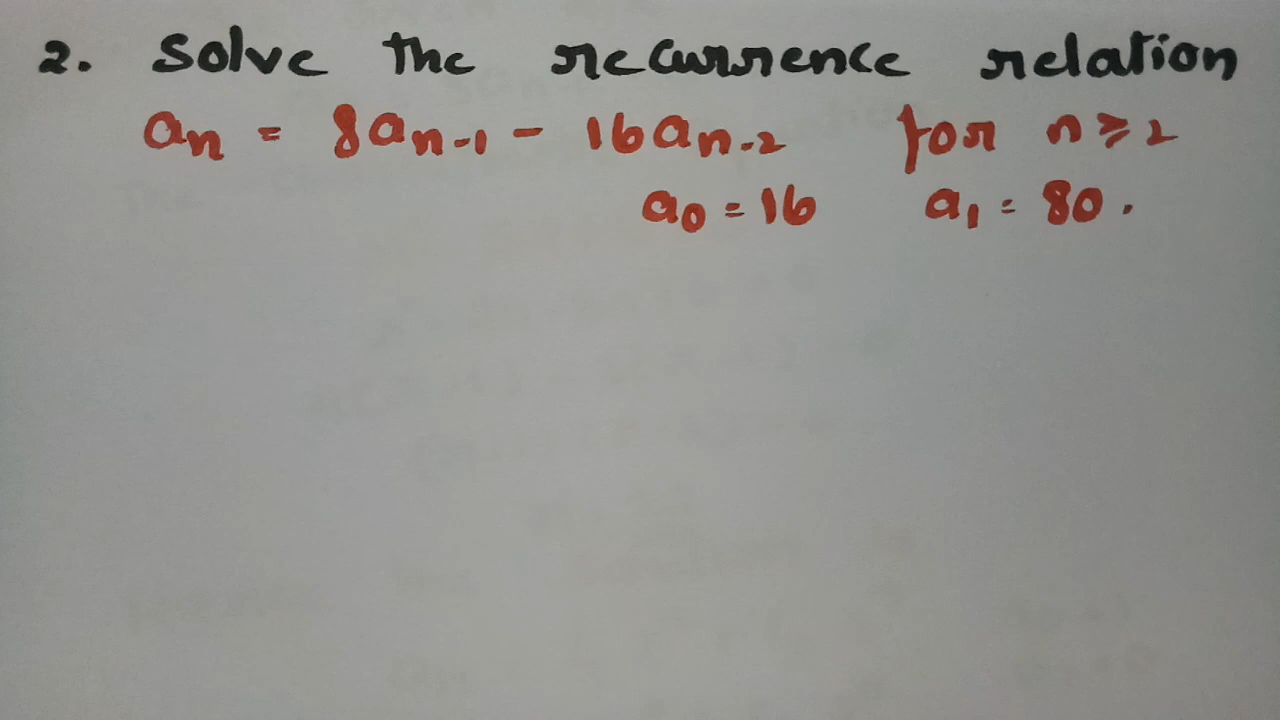 2. Solve the recurrence relation
aₙ = 8aₙ₋₁ - 16aₙ₋₂ for n ≥ 2
a₀ = 16 a₁ = 80.